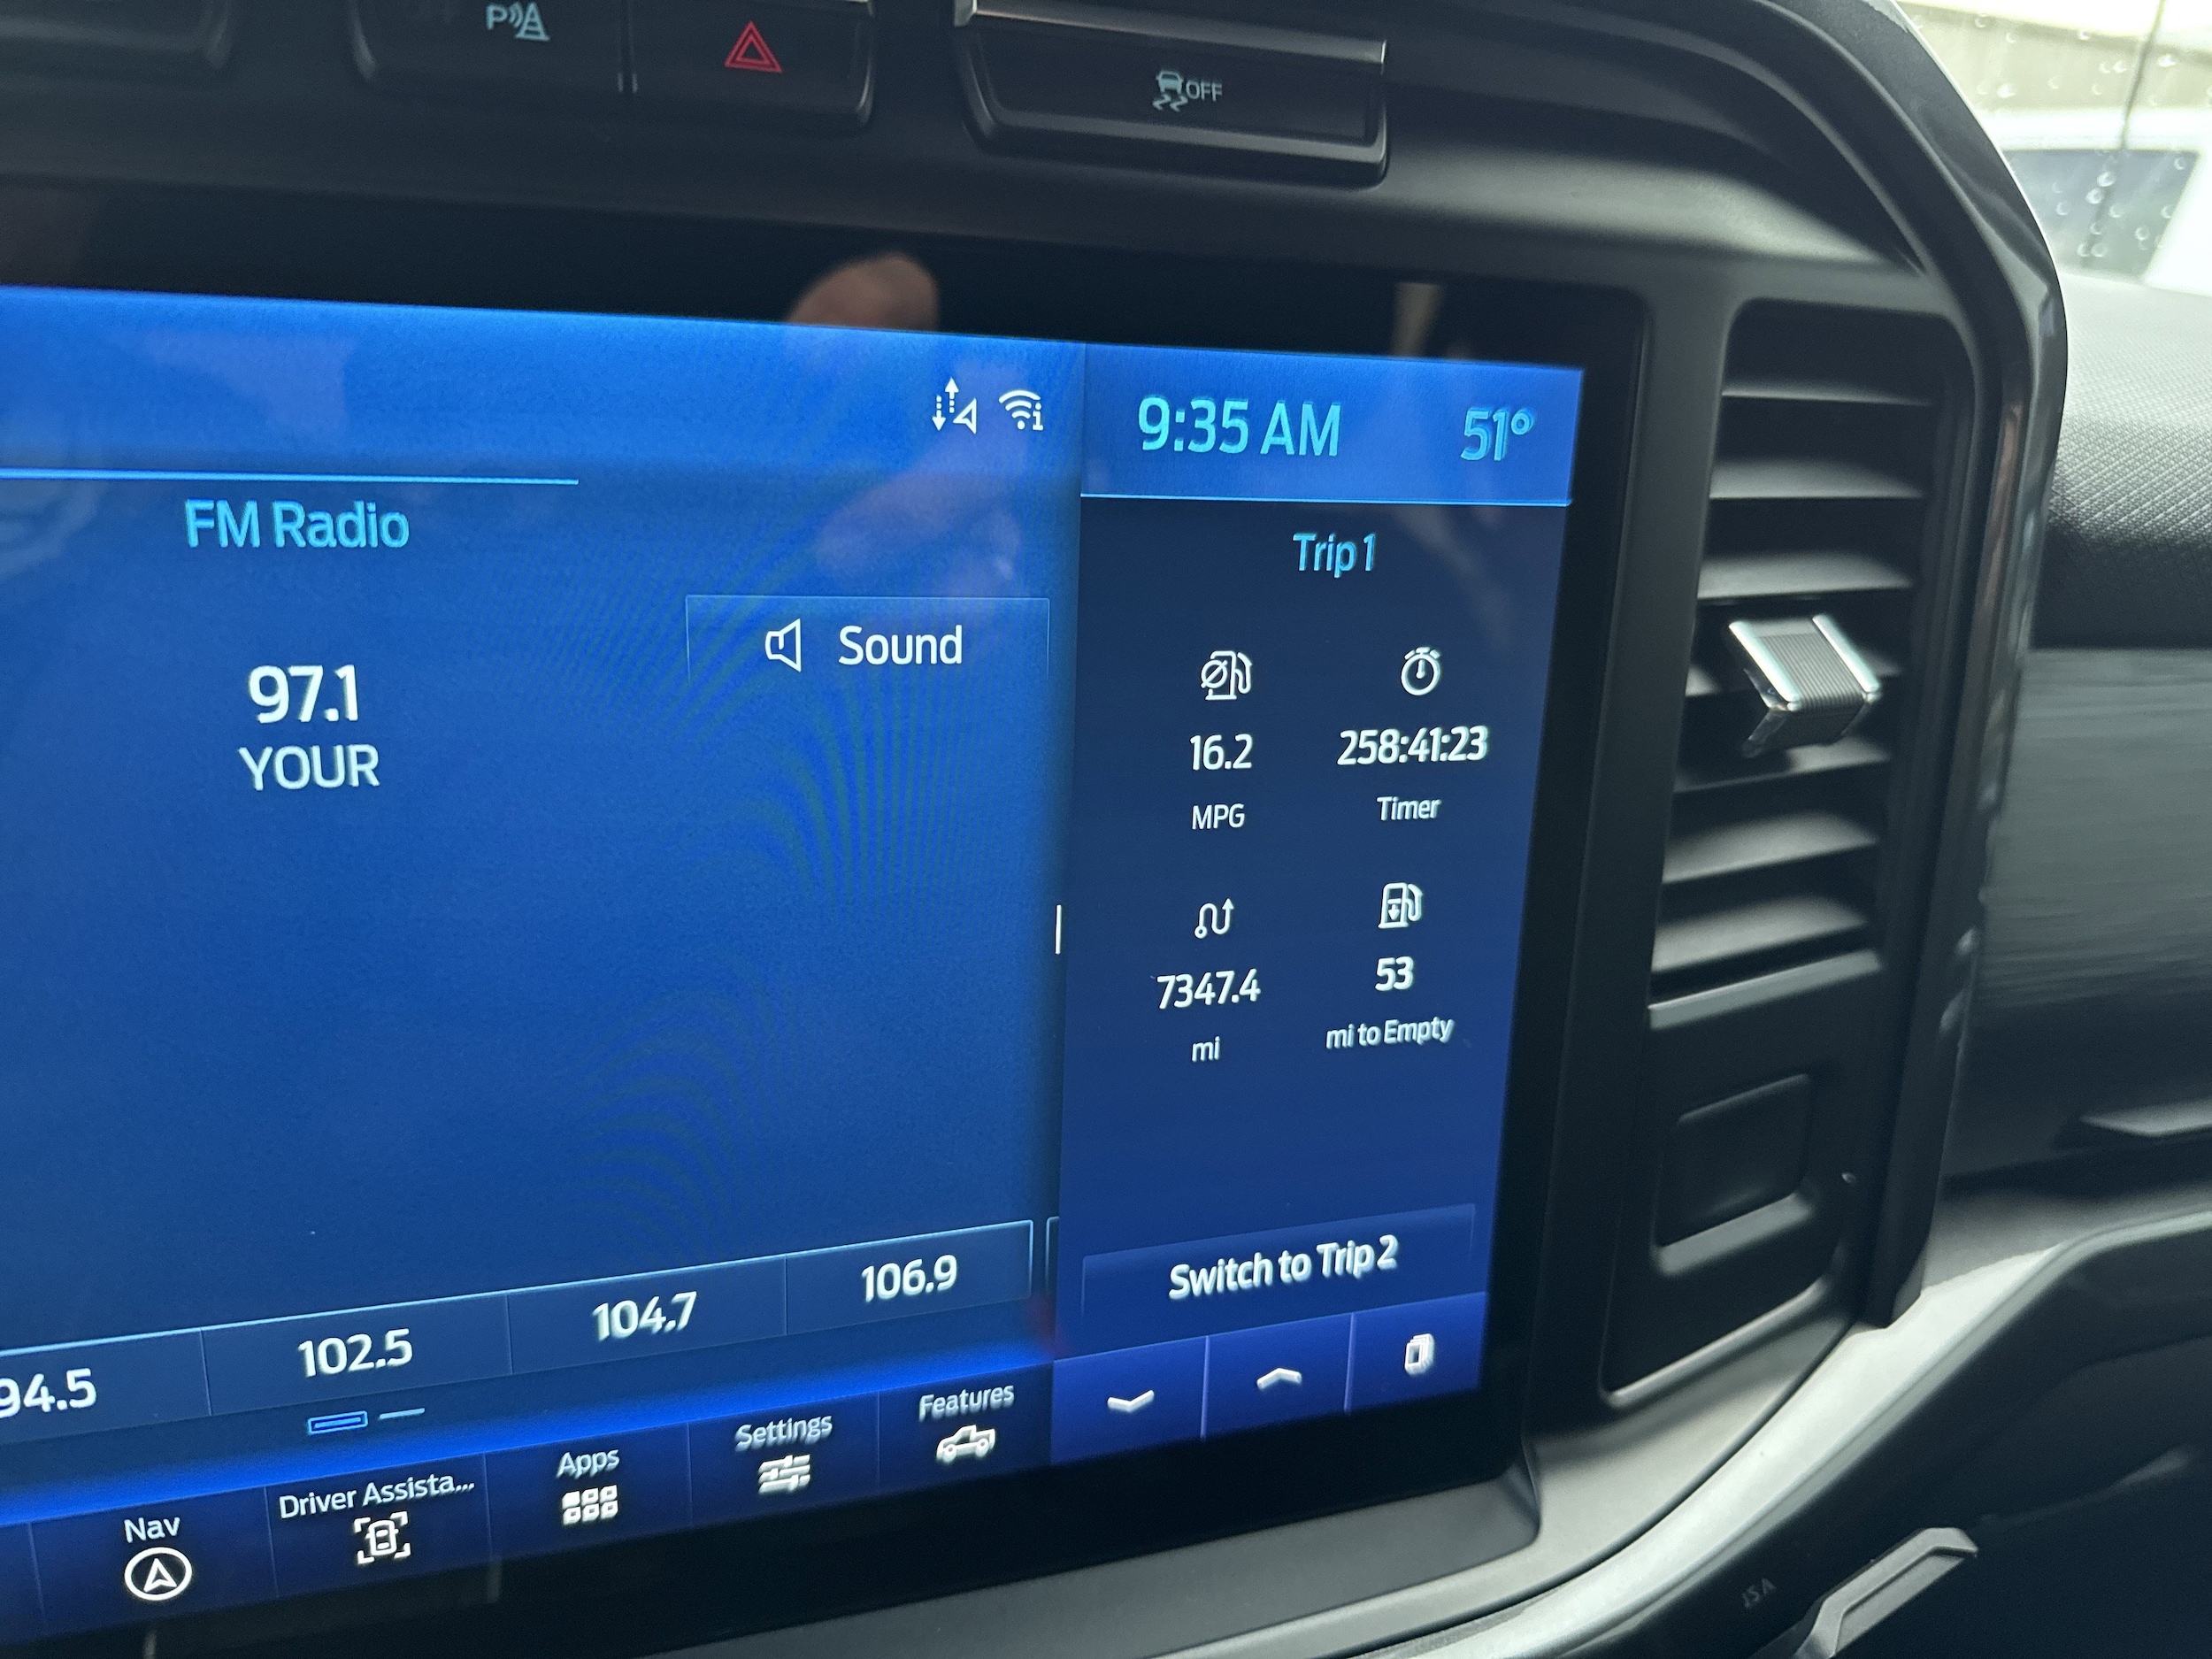 P
OFF
9:35 AM
51°
FM Radio
Trip 1
Sound
97.1
YOUR
16.2
MPG
258:41:23
Timer
7347.4
mi
53
mi to Empty
Switch to Trip 2
94.5
102.5
104.7
106.9
Nav
Driver Assista...
Apps
Settings
Features